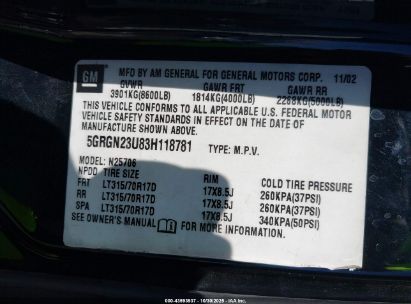 GM
MFD BY AM GENERAL FOR GENERAL MOTORS CORP. 11/02
GVWR GAWR FRT GAWR RR
3901KG(8600LB) 1814KG(4000LB) 2268KG(5000LB)
THIS VEHICLE CONFORMS TO ALL APPLICABLE U.S. FEDERAL MOTOR
VEHICLE SAFETY STANDARDS IN EFFECT ON THE DATE OF
MANUFACTURE SHOWN ABOVE.
5GRGN23U83H118781 TYPE: M.P.V.
MODEL: N25706
NPDD TIRE SIZE RIM COLD TIRE PRESSURE
FRT LT315/70R17D 17X8.5J 260KPA(37PSI)
RR LT315/70R17D 17X8.5J 260KPA(37PSI)
SPA LT315/70R17D 17X8.5J 340KPA(50PSI)
SEE OWNER'S MANUAL FOR ADDITIONAL INFORMATION.